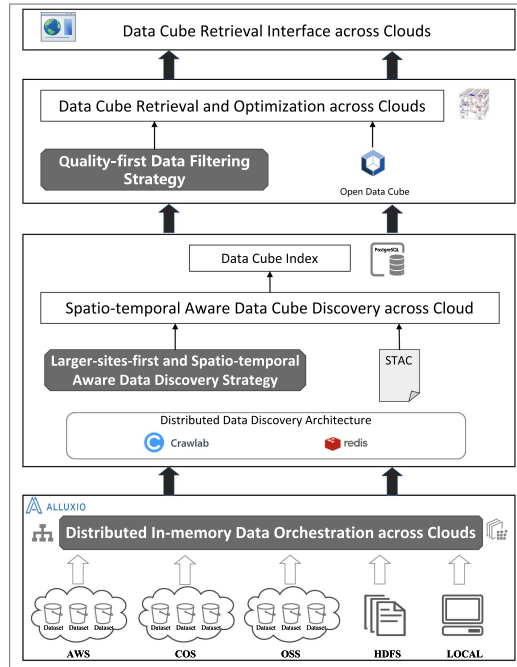 Data Cube Retrieval Interface across Clouds
Data Cube Retrieval and Optimization across Clouds
Quality-first Data Filtering
Strategy
Open Data Cube
Data Cube Index
PostgreSQL
Spatio-temporal Aware Data Cube Discovery across Cloud
Larger-sites-first and Spatio-temporal
Aware Data Discovery Strategy
STAC
Distributed Data Discovery Architecture
Crawlab
redis
ALLUXIO
Distributed In-memory Data Orchestration across Clouds
Dataset Dataset Dataset
Dataset Dataset Dataset
Dataset Dataset Dataset
AWS
COS
OSS
HDFS
LOCAL